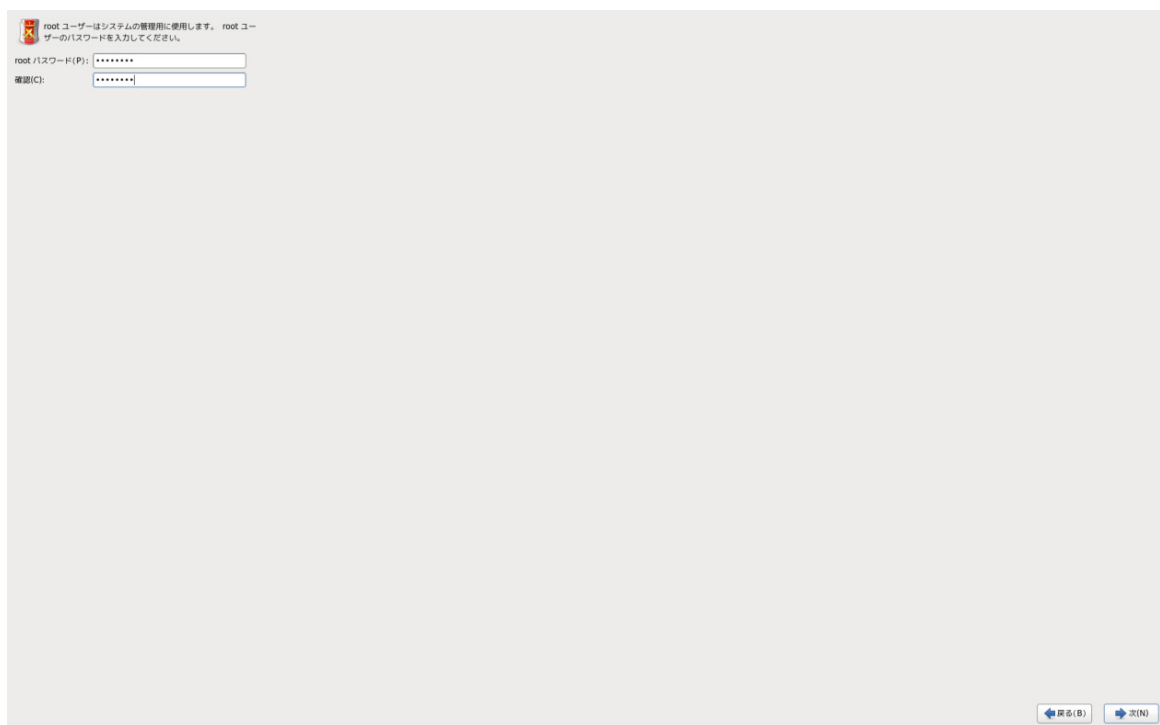 root ユーザーはシステムの管理用に使用します。 root ユー
ザーのパスワードを入力してください。
root パスワード(P): ••••••••
確認(C): ••••••••
戻る(B) 次(N)